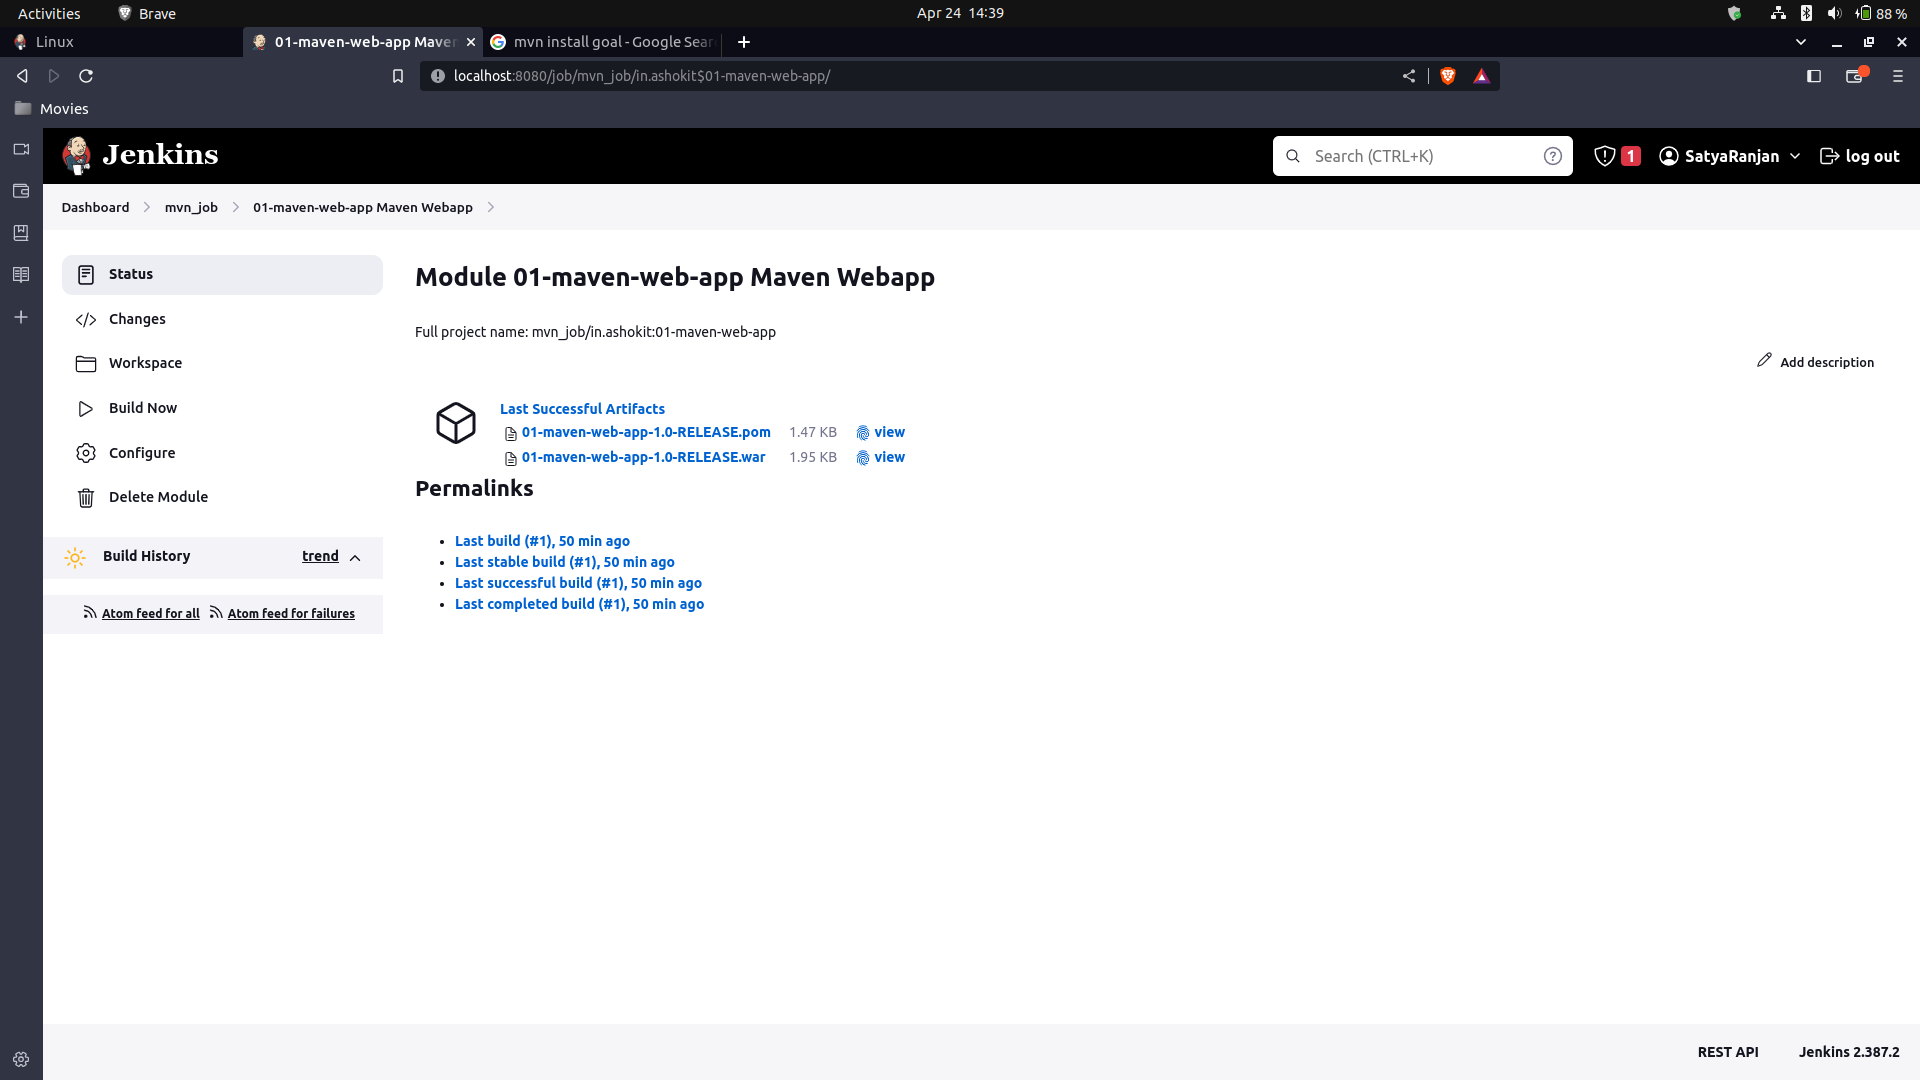 Activities Brave Apr 24 14:39 88 %
Linux 01-maven-web-app Maven mvn install goal - Google Sear
localhost:8080/job/mvn_job/in.ashokit$01-maven-web-app/
Movies
Jenkins Search (CTRL+K) 1 SatyaRanjan log out
Dashboard mvn_job 01-maven-web-app Maven Webapp
Status
Changes
Workspace
Build Now
Configure
Delete Module
Build History trend
Atom feed for all Atom feed for failures
Module 01-maven-web-app Maven Webapp
Full project name: mvn_job/in.ashokit:01-maven-web-app
Add description
Last Successful Artifacts
01-maven-web-app-1.0-RELEASE.pom 1.47 KB view
01-maven-web-app-1.0-RELEASE.war 1.95 KB view
Permalinks
Last build (#1), 50 min ago
Last stable build (#1), 50 min ago
Last successful build (#1), 50 min ago
Last completed build (#1), 50 min ago
REST API Jenkins 2.387.2